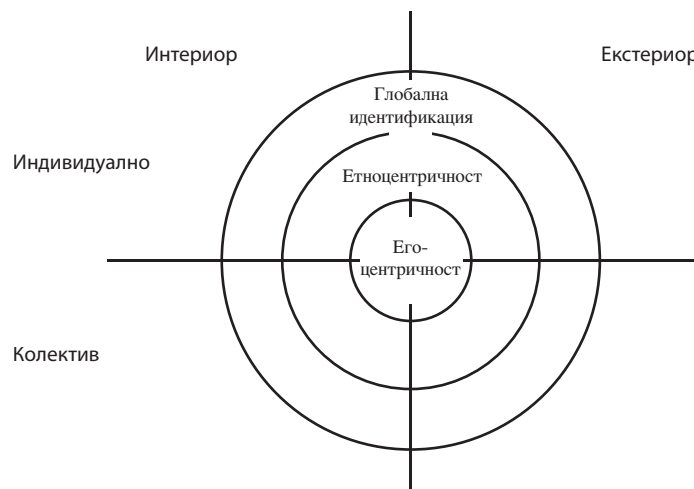 Интериор
Екстериор
Глобална
идентификация
Индивидуално
Етноцентричност
Его-
центричност
Колектив